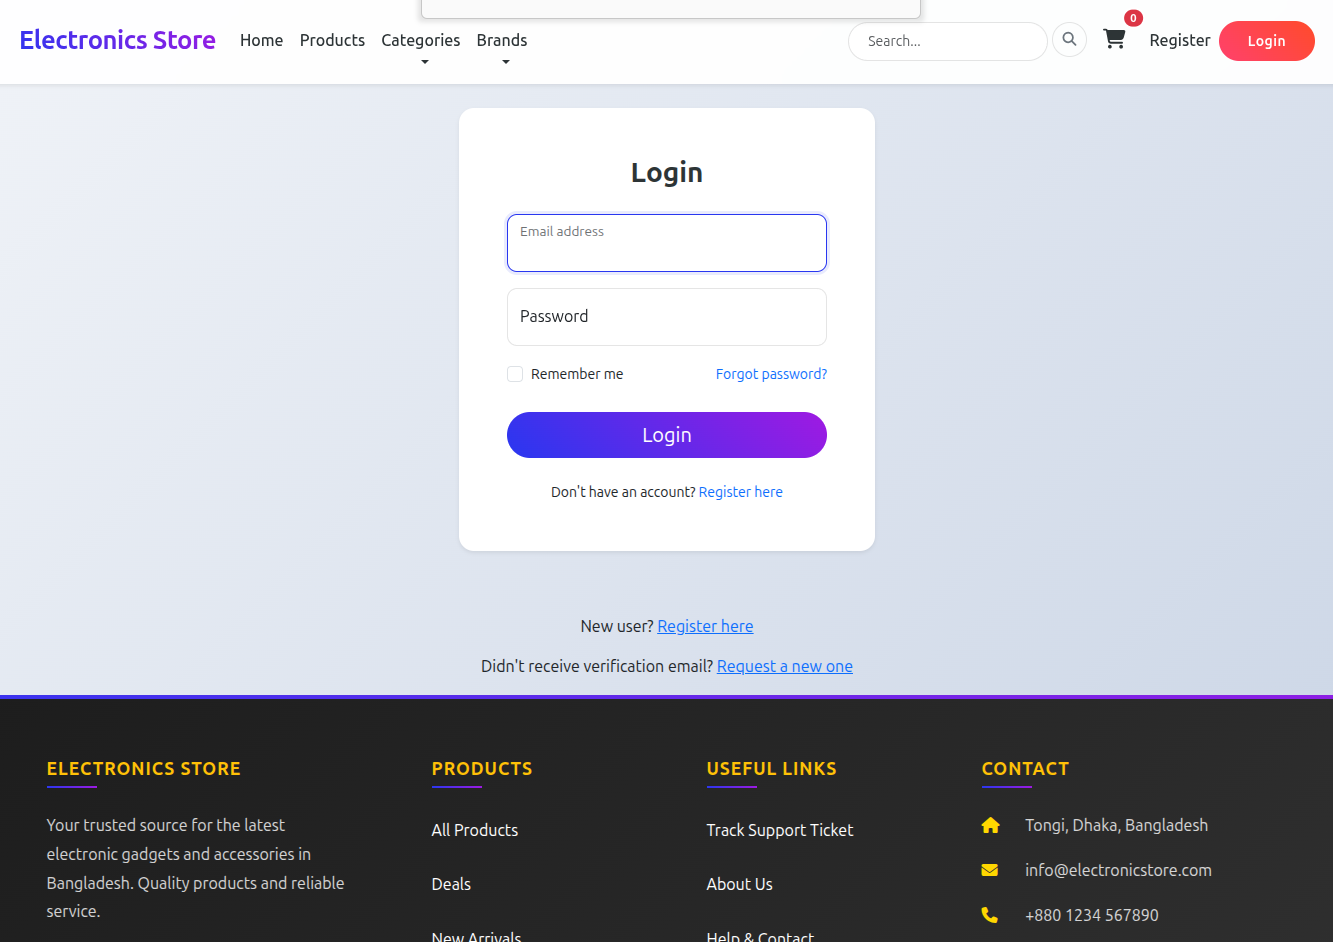 Electronics Store
Home
Products
Categories
Brands
Search...
0
Register
Login
Login
Email address
Password
Remember me
Forgot password?
Login
Don't have an account? Register here
New user? Register here
Didn't receive verification email? Request a new one
ELECTRONICS STORE
Your trusted source for the latest
electronic gadgets and accessories in
Bangladesh. Quality products and reliable
service.
PRODUCTS
All Products
Deals
New Arrivals
USEFUL LINKS
Track Support Ticket
About Us
Help & Contact
CONTACT
Tongi, Dhaka, Bangladesh
info@electronicstore.com
+880 1234 567890